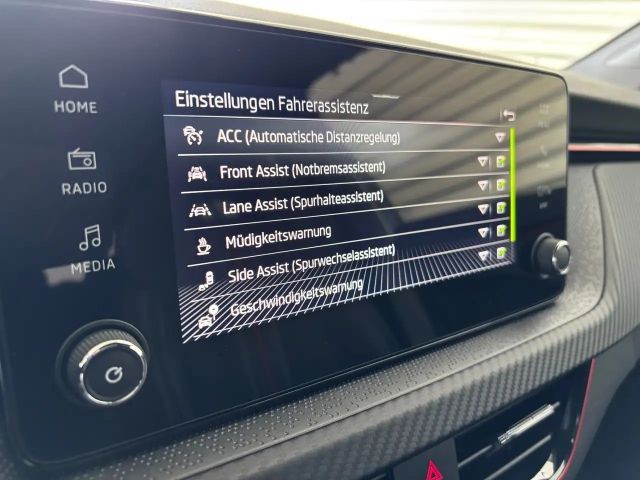 Einstellungen Fahrerassistenz
HOME
ACC (Automatische Distanzregelung)
Front Assist (Notbremsassistent)
RADIO
Lane Assist (Spurhalteassistent)
Müdigkeitswarnung
MEDIA
Side Assist (Spurwechselassistent)
Geschwindigkeitswarnung